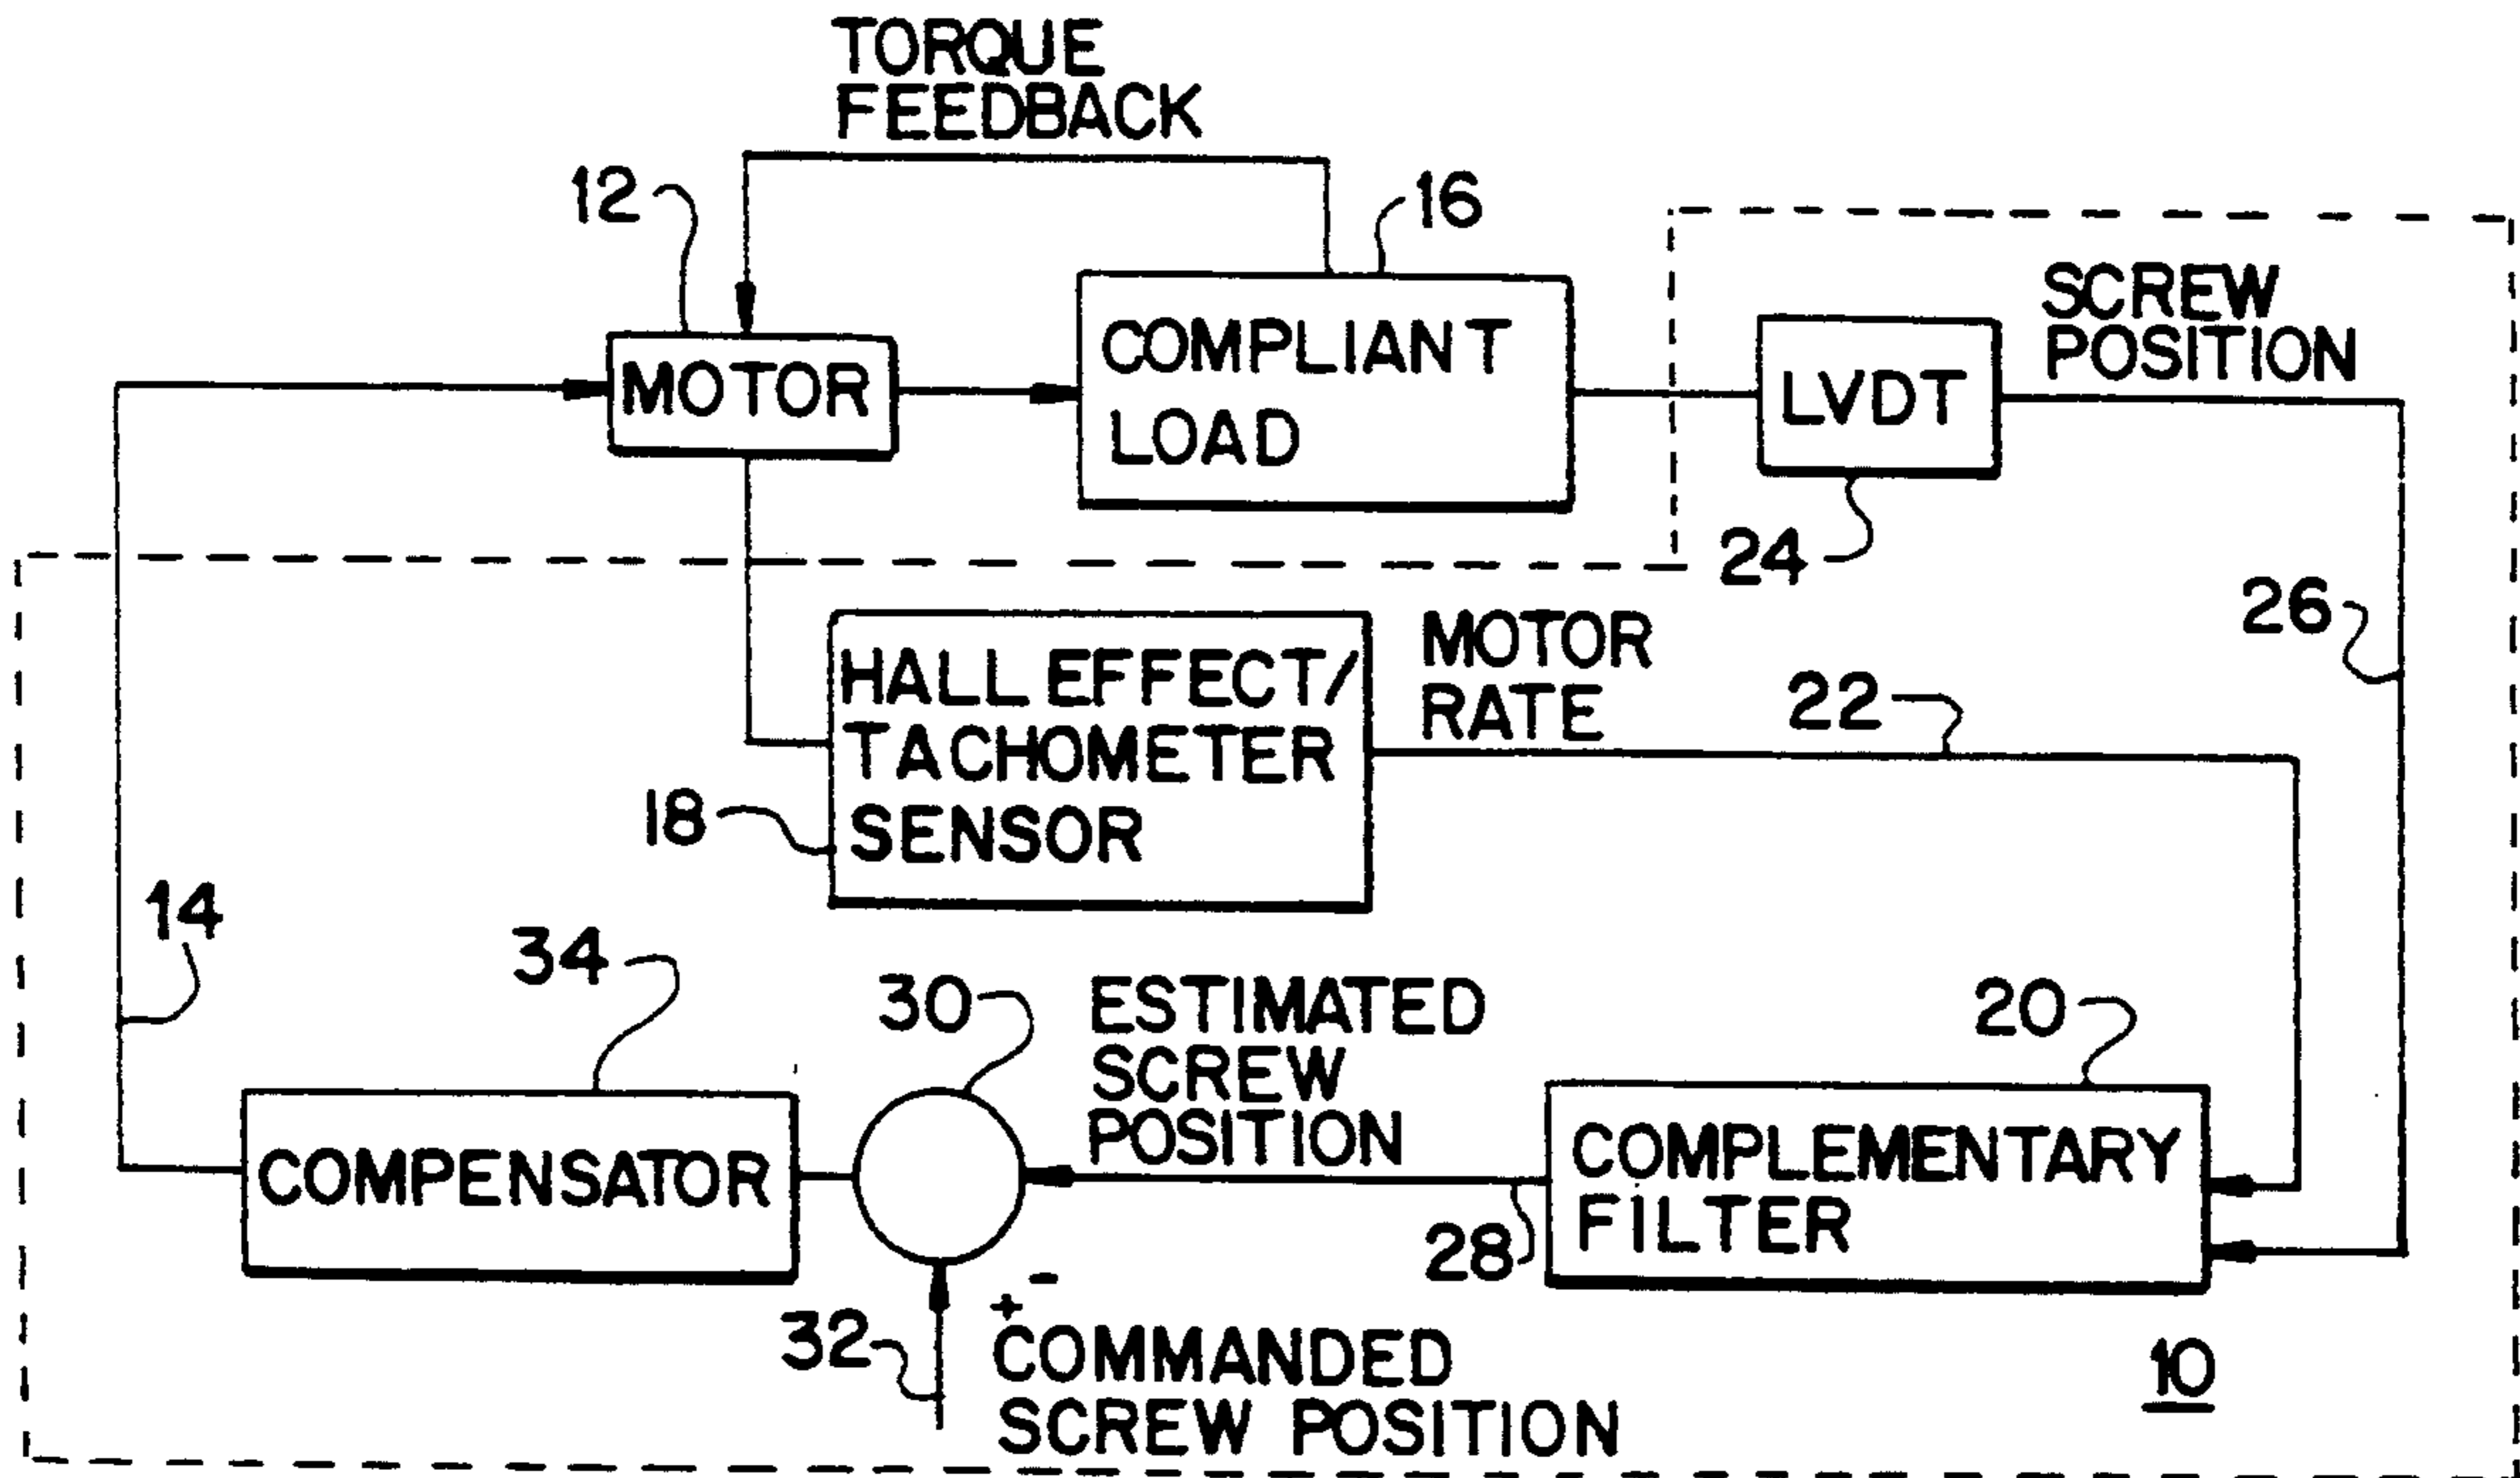 TORQUE
FEEDBACK
12
16
MOTOR
COMPLIANT
LOAD
LVDT
SCREW
POSITION
24
26
HALL EFFECT/
TACHOMETER
SENSOR
MOTOR
RATE
22
18
14
34
30
ESTIMATED
SCREW
POSITION
20
COMPENSATOR
COMPLEMENTARY
FILTER
28
-
+
32
COMMANDED
SCREW POSITION
10